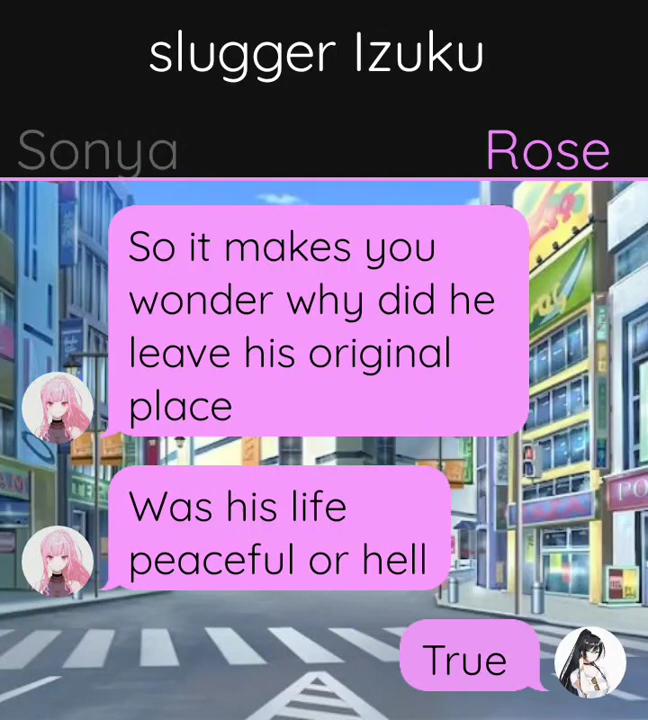 slugger Izuku
Sonya Rose
So it makes you
wonder why did he
leave his original
place
Was his life
peaceful or hell
True